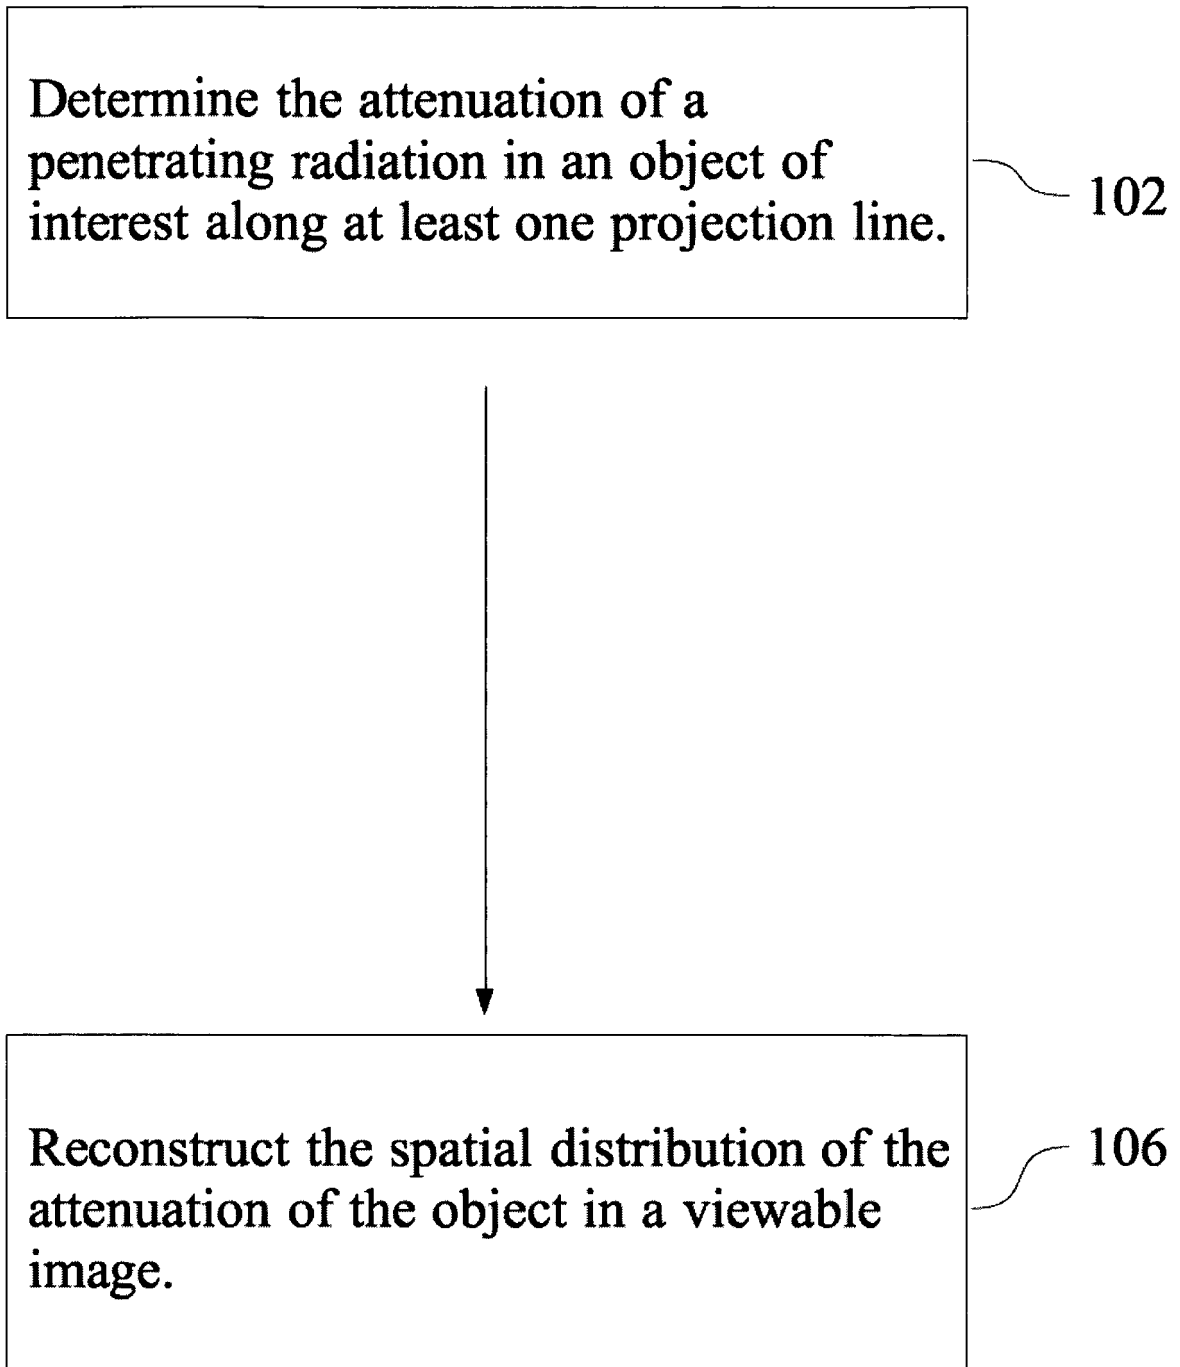 Determine the attenuation of a
penetrating radiation in an object of
interest along at least one projection line.
102
Reconstruct the spatial distribution of the
attenuation of the object in a viewable
image.
106